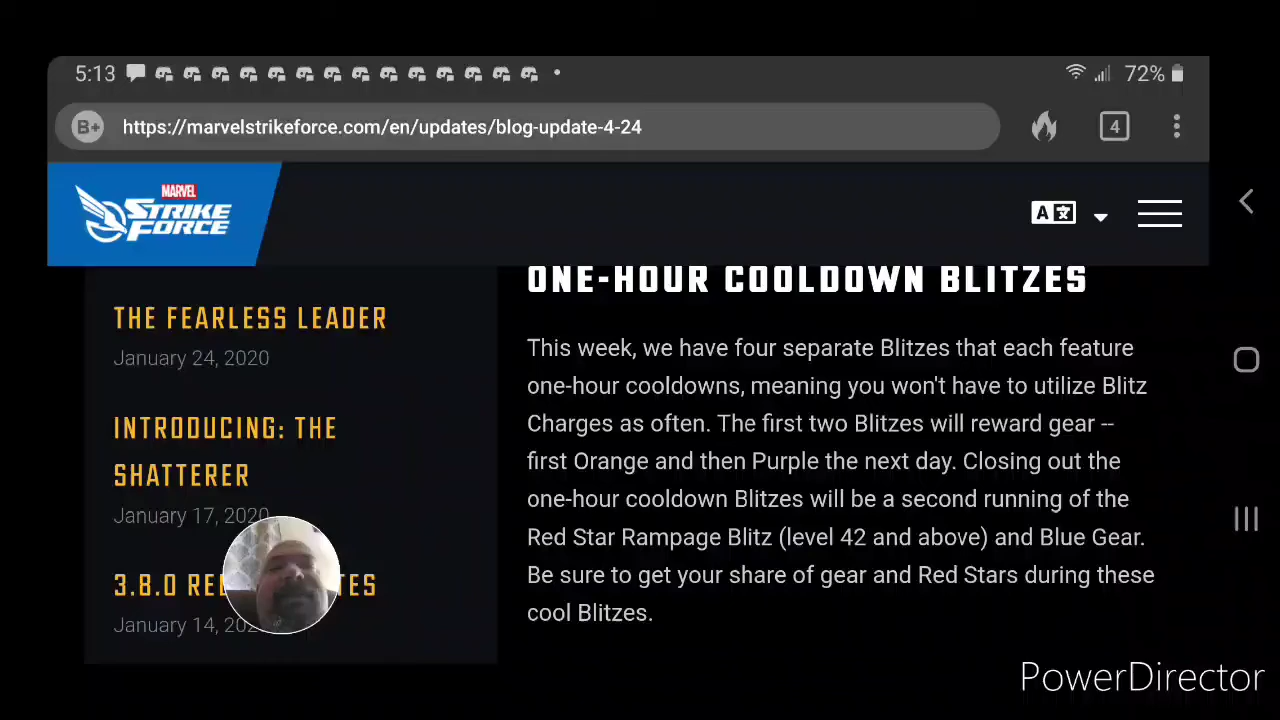 5:13
72%
B+
https://marvelstrikeforce.com/en/updates/blog-update-4-24
4
MARVEL
STRIKE
FORCE
A 文
ONE-HOUR COOLDOWN BLITZES
THE FEARLESS LEADER
January 24, 2020
INTRODUCING: THE
SHATTERER
January 17, 2020
3.8.0
January 14,
This week, we have four separate Blitzes that each feature
one-hour cooldowns, meaning you won't have to utilize Blitz
Charges as often. The first two Blitzes will reward gear --
first Orange and then Purple the next day. Closing out the
one-hour cooldown Blitzes will be a second running of the
Red Star Rampage Blitz (level 42 and above) and Blue Gear.
Be sure to get your share of gear and Red Stars during these
cool Blitzes.
PowerDirector